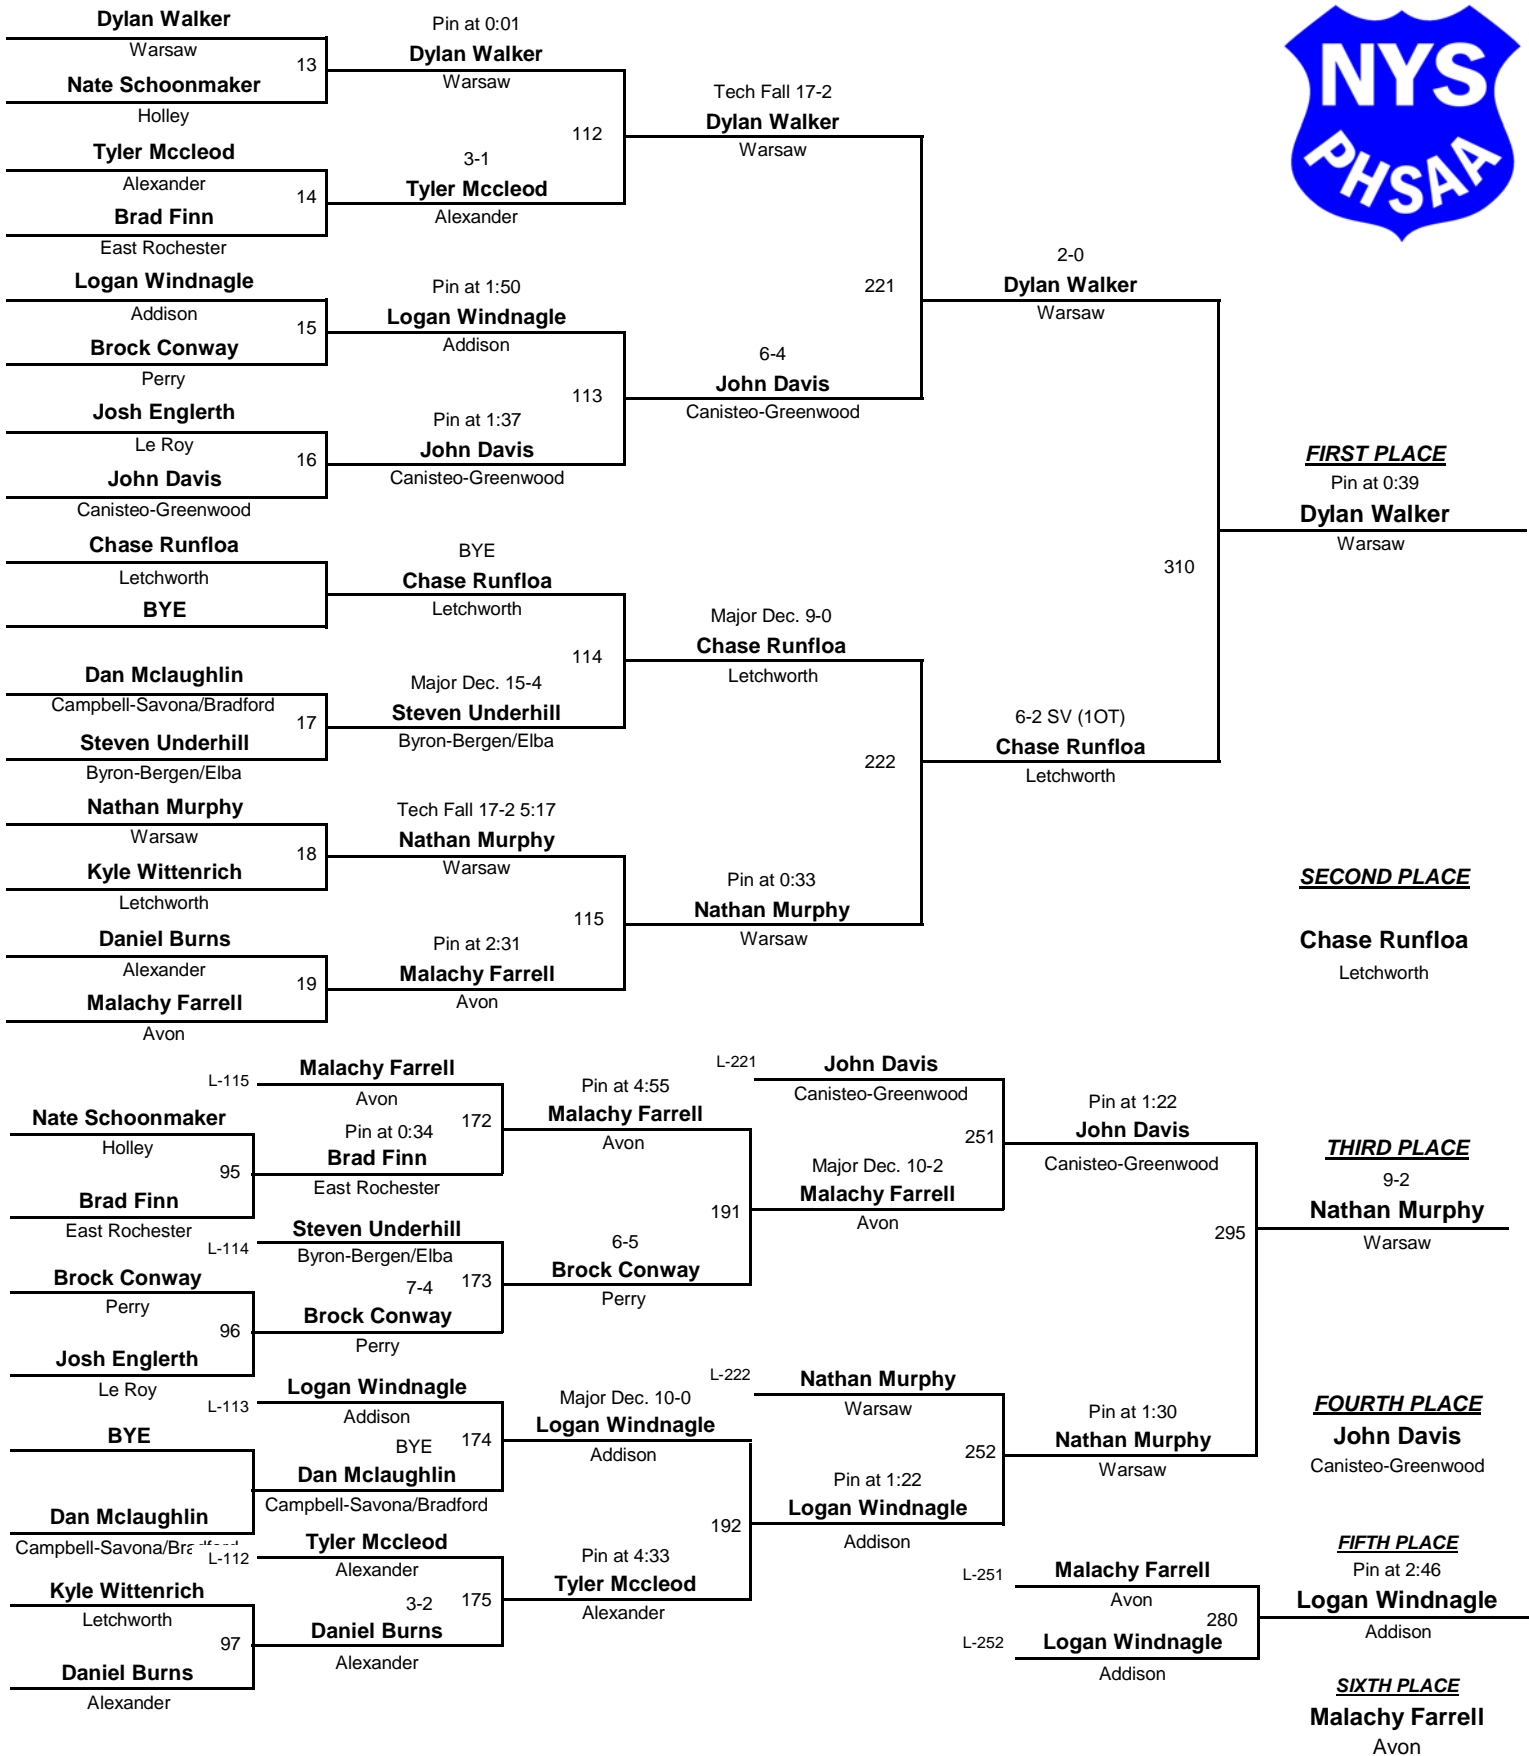 NYS
PHSAA
Dylan Walker
Warsaw
13
Nate Schoonmaker
Holley
Tyler Mccleod
Alexander
14
Brad Finn
East Rochester
Logan Windnagle
Addison
15
Brock Conway
Perry
Josh Englerth
Le Roy
16
John Davis
Canisteo-Greenwood
Chase Runfloa
Letchworth
BYE
Dan Mclaughlin
Campbell-Savona/Bradford
17
Steven Underhill
Byron-Bergen/Elba
Nathan Murphy
Warsaw
18
Kyle Wittenrich
Letchworth
Daniel Burns
Alexander
19
Malachy Farrell
Avon
Pin at 0:01
Dylan Walker
Warsaw
112
3-1
Tyler Mccleod
Alexander
Pin at 1:50
Logan Windnagle
Addison
113
Pin at 1:37
John Davis
Canisteo-Greenwood
BYE
Chase Runfloa
Letchworth
114
Major Dec. 15-4
Steven Underhill
Byron-Bergen/Elba
Tech Fall 17-2 5:17
Nathan Murphy
Warsaw
115
Pin at 2:31
Malachy Farrell
Avon
Tech Fall 17-2
Dylan Walker
Warsaw
221
6-4
John Davis
Canisteo-Greenwood
Major Dec. 9-0
Chase Runfloa
Letchworth
222
Pin at 0:33
Nathan Murphy
Warsaw
2-0
Dylan Walker
Warsaw
310
6-2 SV (1OT)
Chase Runfloa
Letchworth
FIRST PLACE
Pin at 0:39
Dylan Walker
Warsaw
SECOND PLACE
Chase Runfloa
Letchworth
Nate Schoonmaker
Holley
95
Brad Finn
East Rochester
Brock Conway
Perry
96
Josh Englerth
Le Roy
BYE
Dan Mclaughlin
Campbell-Savona/Bradford
Kyle Wittenrich
Letchworth
97
Daniel Burns
Alexander
L-115
Malachy Farrell
Avon
172
Pin at 0:34
Brad Finn
East Rochester
L-114
Steven Underhill
Byron-Bergen/Elba
173
7-4
Brock Conway
Perry
L-113
Logan Windnagle
Addison
174
BYE
Dan Mclaughlin
Campbell-Savona/Bradford
L-112
Tyler Mccleod
Alexander
175
3-2
Daniel Burns
Alexander
Pin at 4:55
Malachy Farrell
Avon
191
6-5
Brock Conway
Perry
Major Dec. 10-0
Logan Windnagle
Addison
192
Pin at 4:33
Tyler Mccleod
Alexander
L-221
John Davis
Canisteo-Greenwood
251
Major Dec. 10-2
Malachy Farrell
Avon
L-222
Nathan Murphy
Warsaw
252
Pin at 1:22
Logan Windnagle
Addison
Pin at 1:22
John Davis
Canisteo-Greenwood
295
Pin at 1:30
Nathan Murphy
Warsaw
THIRD PLACE
9-2
Nathan Murphy
Warsaw
FOURTH PLACE
John Davis
Canisteo-Greenwood
L-251
Malachy Farrell
Avon
280
L-252
Logan Windnagle
Addison
FIFTH PLACE
Pin at 2:46
Logan Windnagle
Addison
SIXTH PLACE
Malachy Farrell
Avon